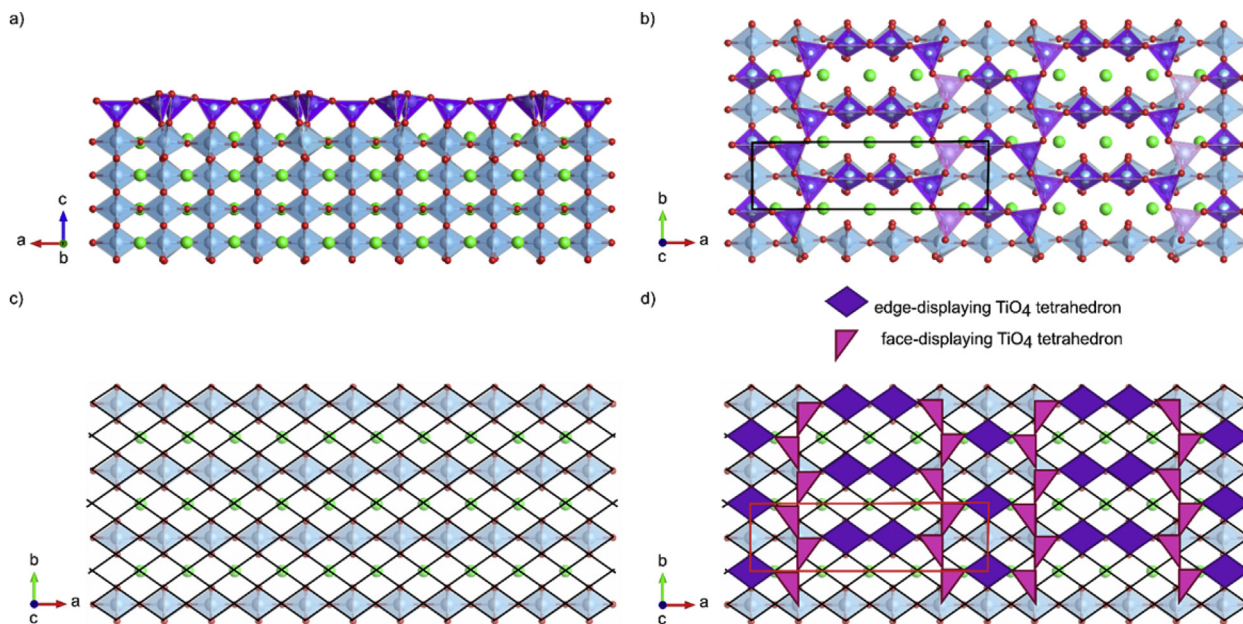 a)
b)
c
a
b
b
a
c
c)
d)
edge-displaying TiO4 tetrahedron
face-displaying TiO4 tetrahedron
b
a
c
b
a
c